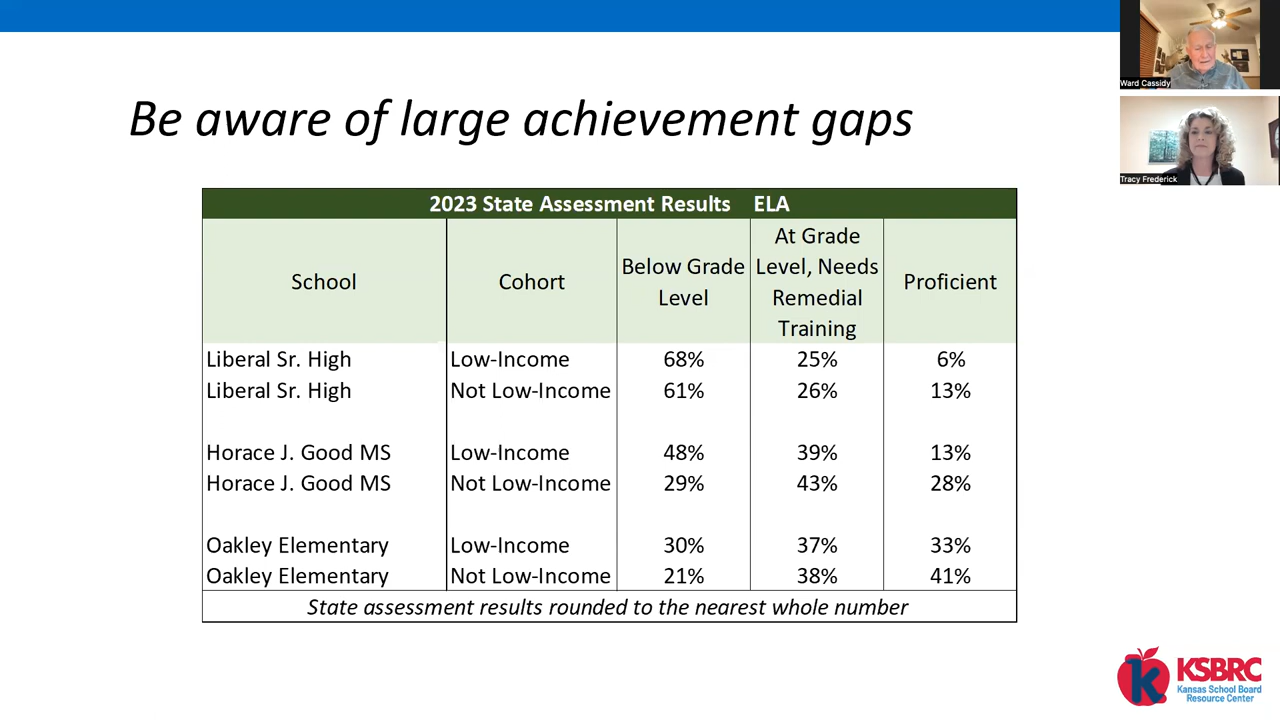 Be aware of large achievement gaps
Ward Cassidy
Tracy Frederick
2023 State Assessment Results ELA
School Cohort Below Grade Level At Grade Level, Needs Remedial Training Proficient
Liberal Sr. High Low-Income 68% 25% 6%
Liberal Sr. High Not Low-Income 61% 26% 13%
Horace J. Good MS Low-Income 48% 39% 13%
Horace J. Good MS Not Low-Income 29% 43% 28%
Oakley Elementary Low-Income 30% 37% 33%
Oakley Elementary Not Low-Income 21% 38% 41%
State assessment results rounded to the nearest whole number
k KSBRC
Kansas School Board
Resource Center